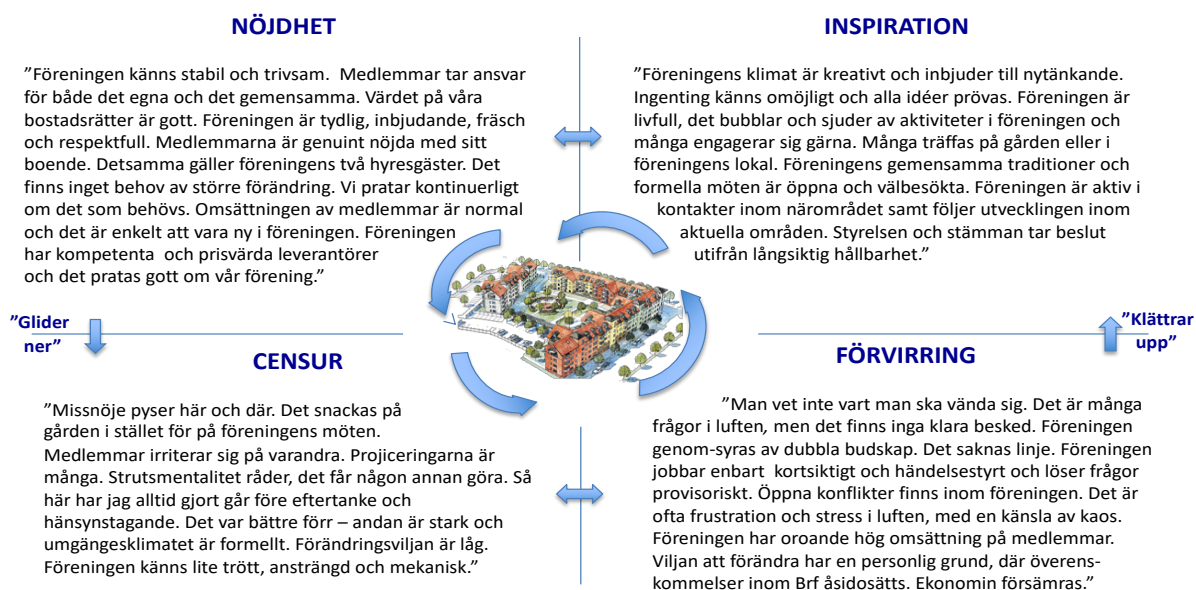 NÖJDHET
”Föreningen känns stabil och trivsam.  Medlemmar tar ansvar
för både det egna och det gemensamma. Värdet på våra
bostadsrätter är gott. Föreningen är tydlig, inbjudande, fräsch
och respektfull. Medlemmarna är genuint nöjda med sitt
boende. Detsamma gäller föreningens två hyresgäster. Det
finns inget behov av större förändring. Vi pratar kontinuerligt
om det som behövs. Omsättningen av medlemmar är normal
och det är enkelt att vara ny i föreningen. Föreningen
har kompetenta  och prisvärda leverantörer
och det pratas gott om vår förening.”
INSPIRATION
”Föreningens klimat är kreativt och inbjuder till nytänkande.
Ingenting känns omöjligt och alla idéer prövas. Föreningen är
livfull, det bubblar och sjuder av aktiviteter i föreningen och
många engagerar sig gärna. Många träffas på gården eller i
föreningens lokal. Föreningens gemensamma traditioner och
formella möten är öppna och välbesökta. Föreningen är aktiv i
kontakter inom närområdet samt följer utvecklingen inom
aktuella områden. Styrelsen och stämman tar beslut
utifrån långsiktig hållbarhet.”
”Glider
ner”
”Klättrar
upp”
CENSUR
”Missnöje pyser här och där. Det snackas på
gården i stället för på föreningens möten.
Medlemmar irriterar sig på varandra. Projiceringarna är
många. Strutsmentalitet råder, det får någon annan göra. Så
här har jag alltid gjort går före eftertanke och
hänsynstagande. Det var bättre förr – andan är stark och
umgängesklimatet är formellt. Förändringsviljan är låg.
Föreningen känns lite trött, ansträngd och mekanisk.”
FÖRVIRRING
”Man vet inte vart man ska vända sig. Det är många
frågor i luften, men det finns inga klara besked. Föreningen
genom-syras av dubbla budskap. Det saknas linje. Föreningen
jobbar enbart  kortsiktigt och händelsestyrt och löser frågor
provisoriskt. Öppna konflikter finns inom föreningen. Det är
ofta frustration och stress i luften, med en känsla av kaos.
Föreningen har oroande hög omsättning på medlemmar.
Viljan att förändra har en personlig grund, där överens-
kommelser inom Brf åsidosätts. Ekonomin försämras.”